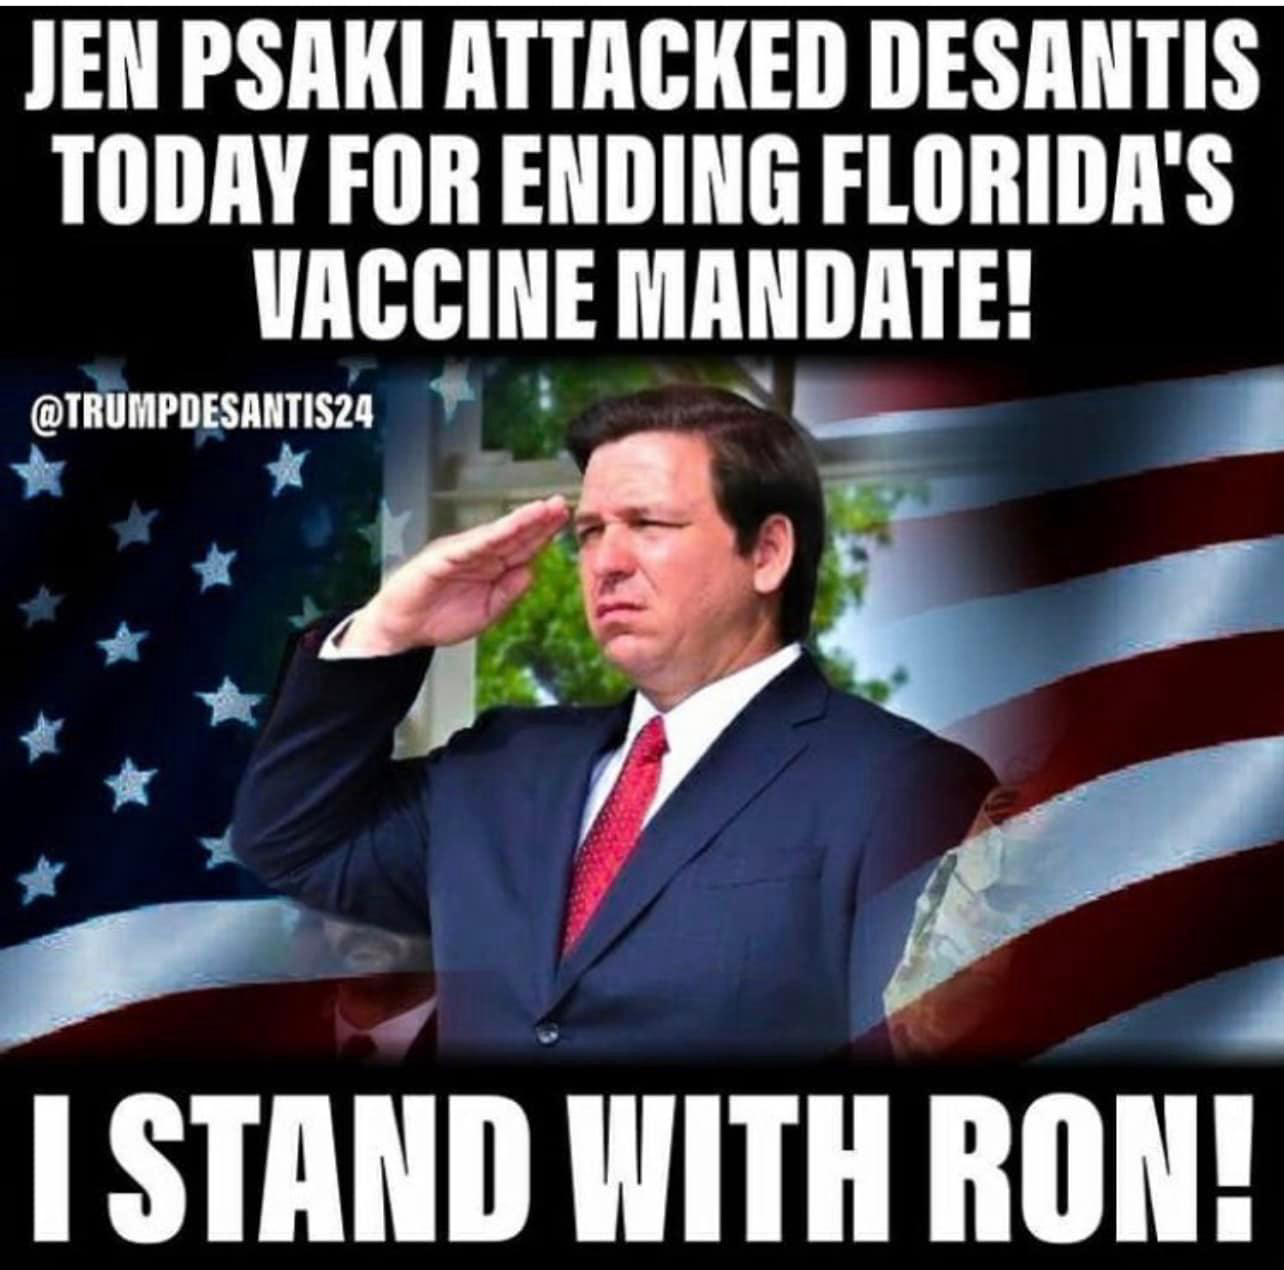 JEN PSAKI ATTACKED DESANTIS
TODAY FOR ENDING FLORIDA'S
VACCINE MANDATE!
@TRUMPDESANTIS24
I STAND WITH RON!